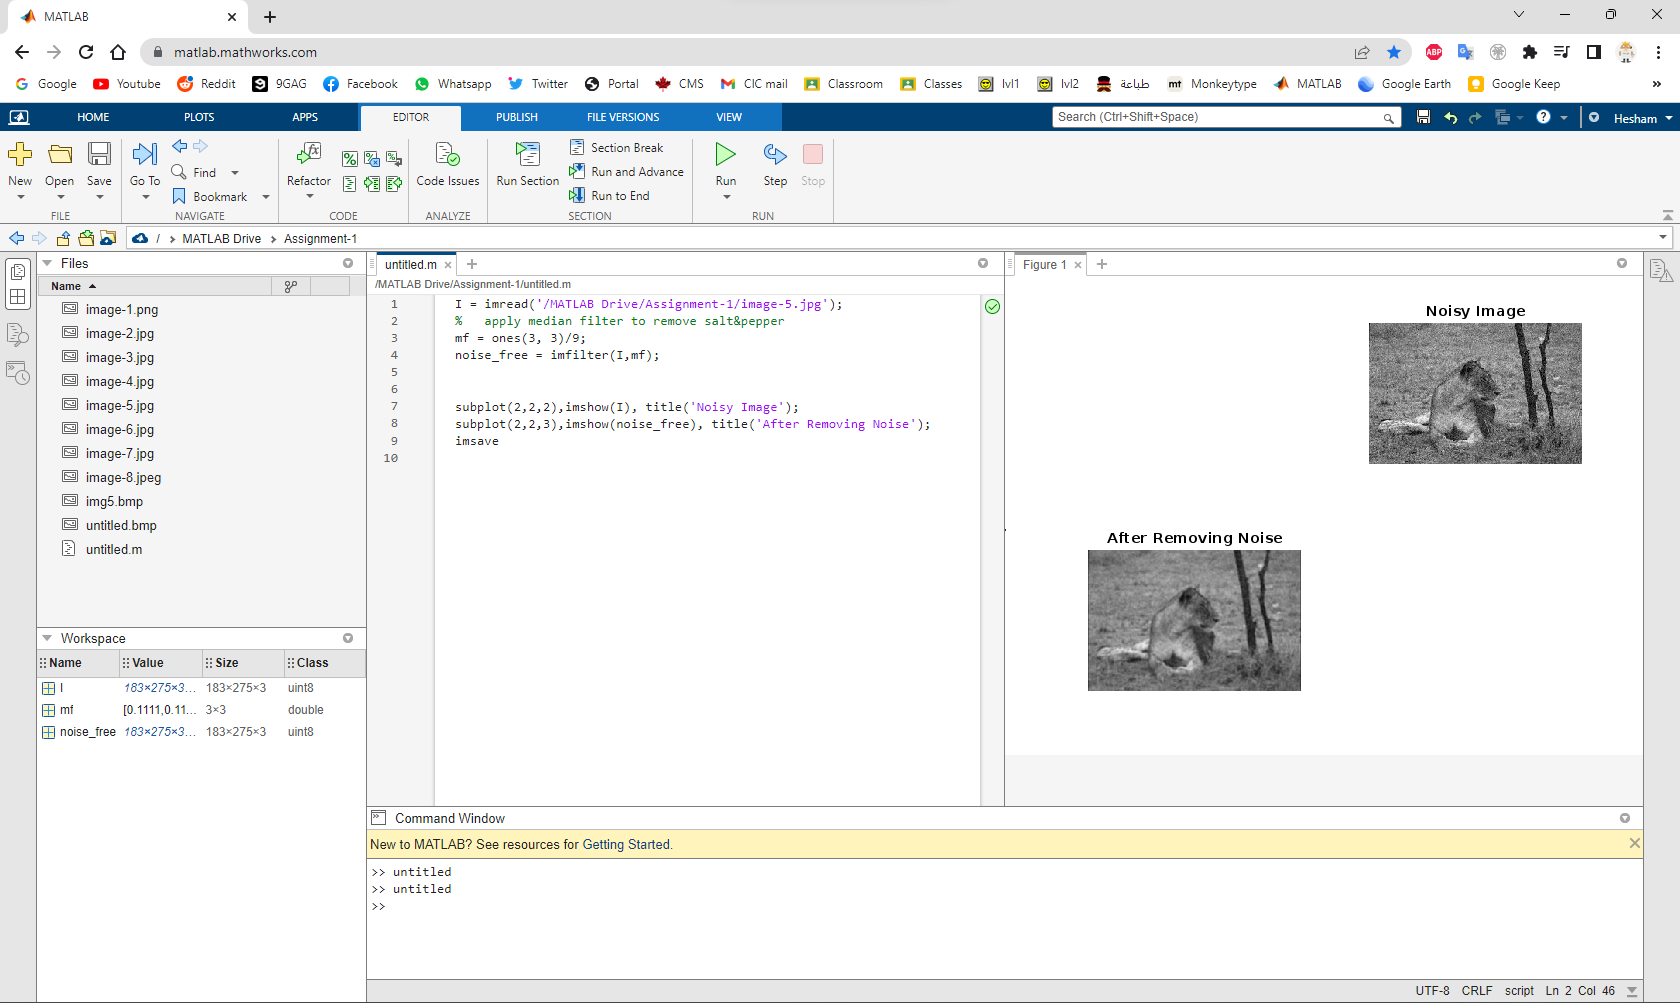 MATLAB
matlab.mathworks.com
Google Youtube Reddit 9GAG Facebook Whatsapp Twitter Portal CMS CIC mail Classroom Classes lvl1 lvl2 طباعة mt Monkeytype MATLAB Google Earth Google Keep »
HOME PLOTS APPS EDITOR PUBLISH FILE VERSIONS VIEW Search (Ctrl+Shift+Space) Hesham
New Open Save Go To Find Bookmark Refactor Code Issues Run Section Section Break Run and Advance Run to End Run Step Stop
FILE NAVIGATE CODE ANALYZE SECTION RUN
/ > MATLAB Drive > Assignment-1
Files
Name
image-1.png
image-2.jpg
image-3.jpg
image-4.jpg
image-5.jpg
image-6.jpg
image-7.jpg
image-8.jpeg
img5.bmp
untitled.bmp
untitled.m
Workspace
Name Value Size Class
I 183×275×3... 183×275×3 uint8
mf [0.1111,0.11... 3×3 double
noise_free 183×275×3... 183×275×3 uint8
untitled.m
/MATLAB Drive/Assignment-1/untitled.m
1 I = imread('/MATLAB Drive/Assignment-1/image-5.jpg');
2 % apply median filter to remove salt&pepper
3 mf = ones(3, 3)/9;
4 noise_free = imfilter(I,mf);
5
6
7 subplot(2,2,2),imshow(I), title('Noisy Image');
8 subplot(2,2,3),imshow(noise_free), title('After Removing Noise');
9 imsave
10
Figure 1
Noisy Image
After Removing Noise
Command Window
New to MATLAB? See resources for Getting Started.
>> untitled
>> untitled
>>
UTF-8 CRLF script Ln 2 Col 46